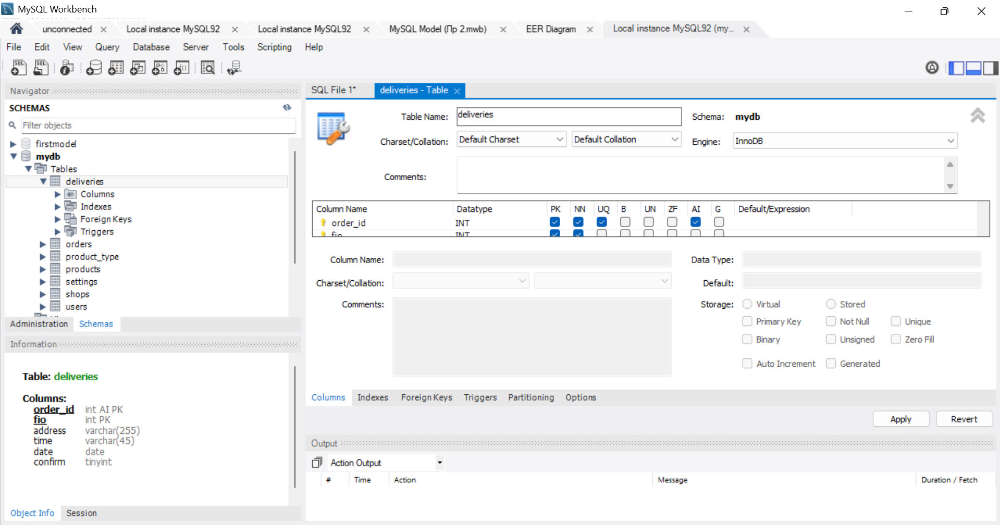 MySQL Workbench
unconnected
Local instance MySQL92
Local instance MySQL92
MySQL Model (Пр 2.mwb)
EER Diagram
Local instance MySQL92 (my...
File Edit View Query Database Server Tools Scripting Help
Navigator
SCHEMAS
Filter objects
firstmodel
mydb
Tables
deliveries
Columns
Indexes
Foreign Keys
Triggers
orders
product_type
products
settings
shops
users
Administration Schemas
Information
Table: deliveries
Columns:
order_id int AI PK
fio int PK
address varchar(255)
time varchar(45)
date date
confirm tinyint
Object Info Session
SQL File 1*
deliveries - Table
Table Name: deliveries
Schema: mydb
Charset/Collation: Default Charset Default Collation
Engine: InnoDB
Comments:
Column Name Datatype PK NN UQ B UN ZF AI G Default/Expression
order_id INT
fio INT
Column Name:
Data Type:
Charset/Collation:
Default:
Comments:
Storage: Virtual Stored
Primary Key Not Null Unique
Binary Unsigned Zero Fill
Auto Increment Generated
Columns Indexes Foreign Keys Triggers Partitioning Options
Apply Revert
Output
Action Output
# Time Action Message Duration / Fetch